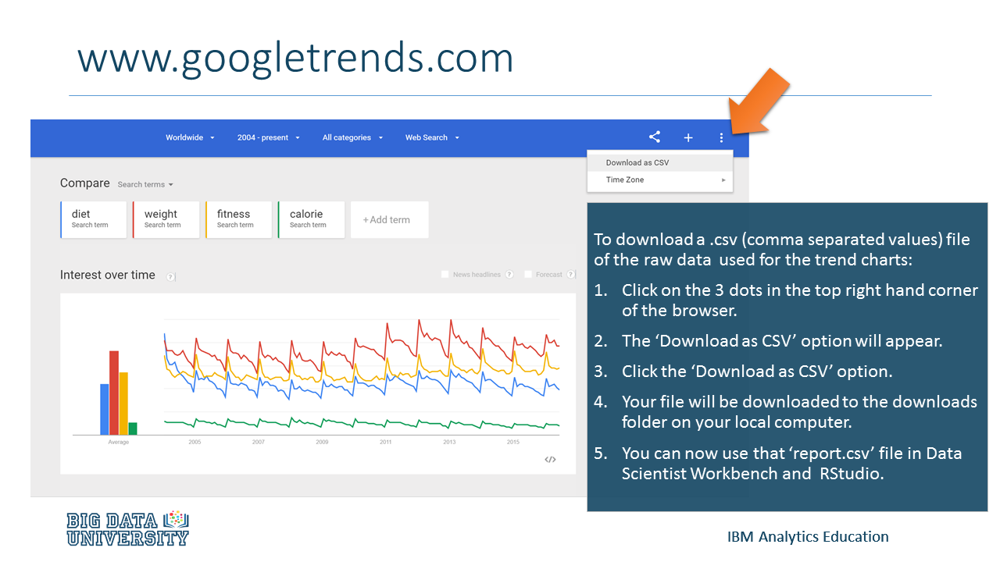 www.googletrends.com
Worldwide
2004 - present
All categories
Web Search
Download as CSV
Time Zone
Compare
Search terms
diet
Search term
weight
Search term
fitness
Search term
calorie
Search term
+Add term
Interest over time
?
News headlines
?
Forecast
?
Average
2005
2007
2009
2011
2013
2015
</>
To download a .csv (comma separated values) file
of the raw data used for the trend charts:
1. Click on the 3 dots in the top right hand corner
of the browser.
2. The ‘Download as CSV’ option will appear.
3. Click the ‘Download as CSV’ option.
4. Your file will be downloaded to the downloads
folder on your local computer.
5. You can now use that ‘report.csv’ file in Data
Scientist Workbench and RStudio.
BIG DATA
UNIVERSITY
IBM Analytics Education